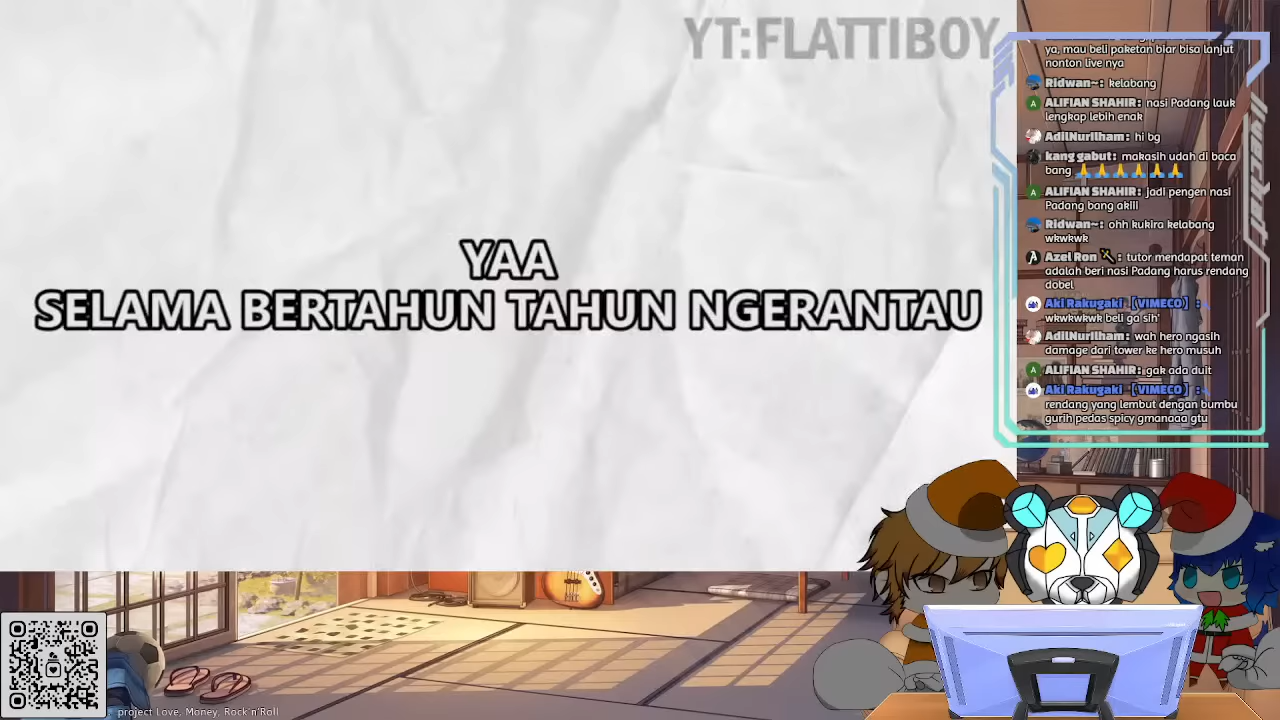 YT:FLATTIBOY
YAA
SELAMA BERTAHUN TAHUN NGERANTAU
ya, mau beli paketan biar bisa lanjut
nonton live nya
Ridwan~: kelabang
ALIFIAN SHAHIR: nasi Padang lauk
lengkap lebih enak
AdilNurilham: hi bg
kang gabut: makasih udah di baca
bang 🙏🙏🙏🙏🙏🙏
ALIFIAN SHAHIR: jadi pengen nasi
Padang bang akiii
Ridwan~: ohh kukira kelabang
wkwkwk
Azel Ron: tutor mendapat teman
adalah beri nasi Padang harus rendang
dobel
Aki Rakugaki【VIMECO】:
wkwkwkwk beli ga sih'
AdilNurilham: wah hero ngasih
damage dari tower ke hero musuh
ALIFIAN SHAHIR: gak ada duit
Aki Rakugaki【VIMECO】:
rendang yang lembut dengan bumbu
gurih pedas spicy gmanaaa gtu
project Love, Money, Rock'n'Roll